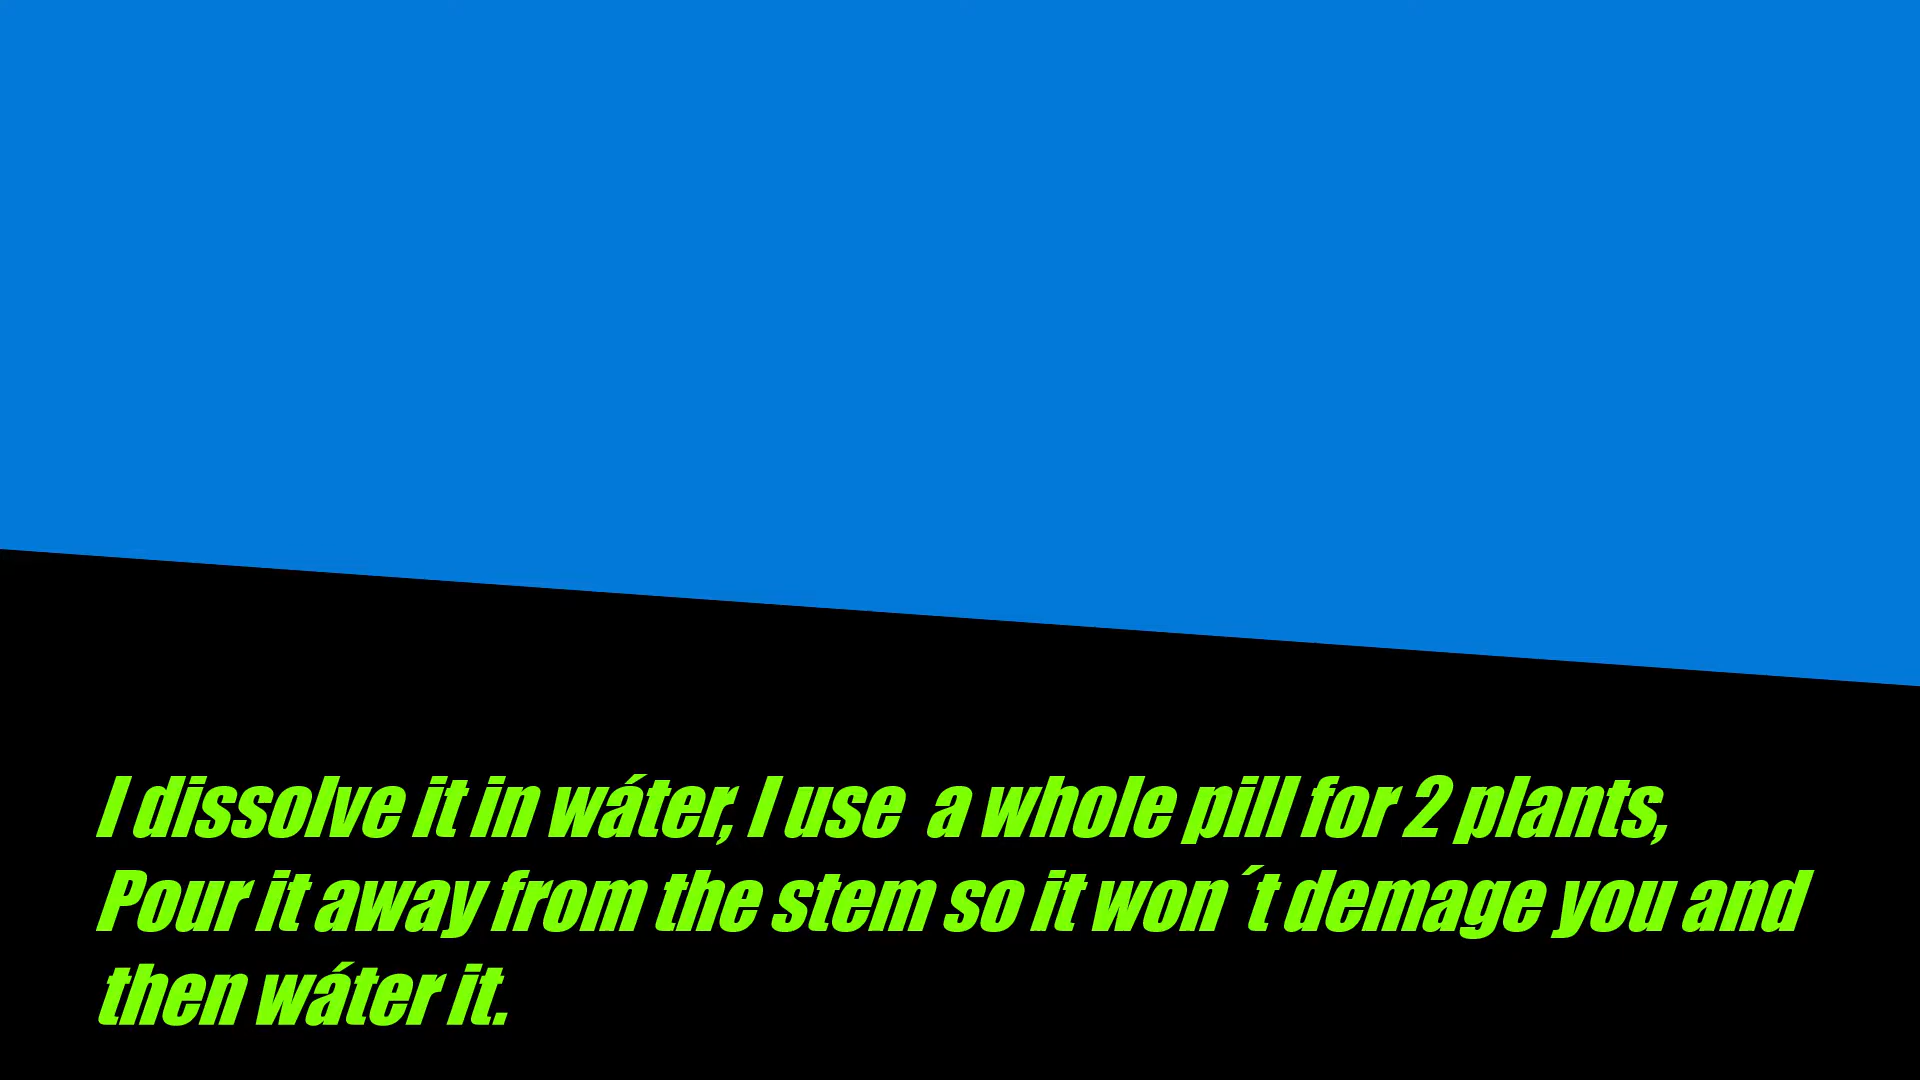 I dissolve it in wáter, I use  a whole pill for 2 plants,
Pour it away from the stem so it won´t demage you and
then wáter it.